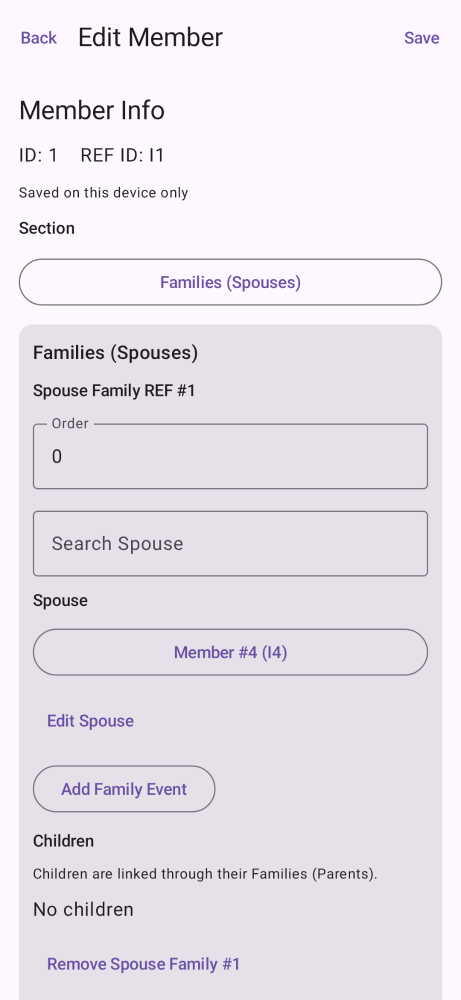 Back Edit Member Save
Member Info
ID: 1 REF ID: I1
Saved on this device only
Section
Families (Spouses)
Families (Spouses)
Spouse Family REF #1
Order
0
Search Spouse
Spouse
Member #4 (I4)
Edit Spouse
Add Family Event
Children
Children are linked through their Families (Parents).
No children
Remove Spouse Family #1